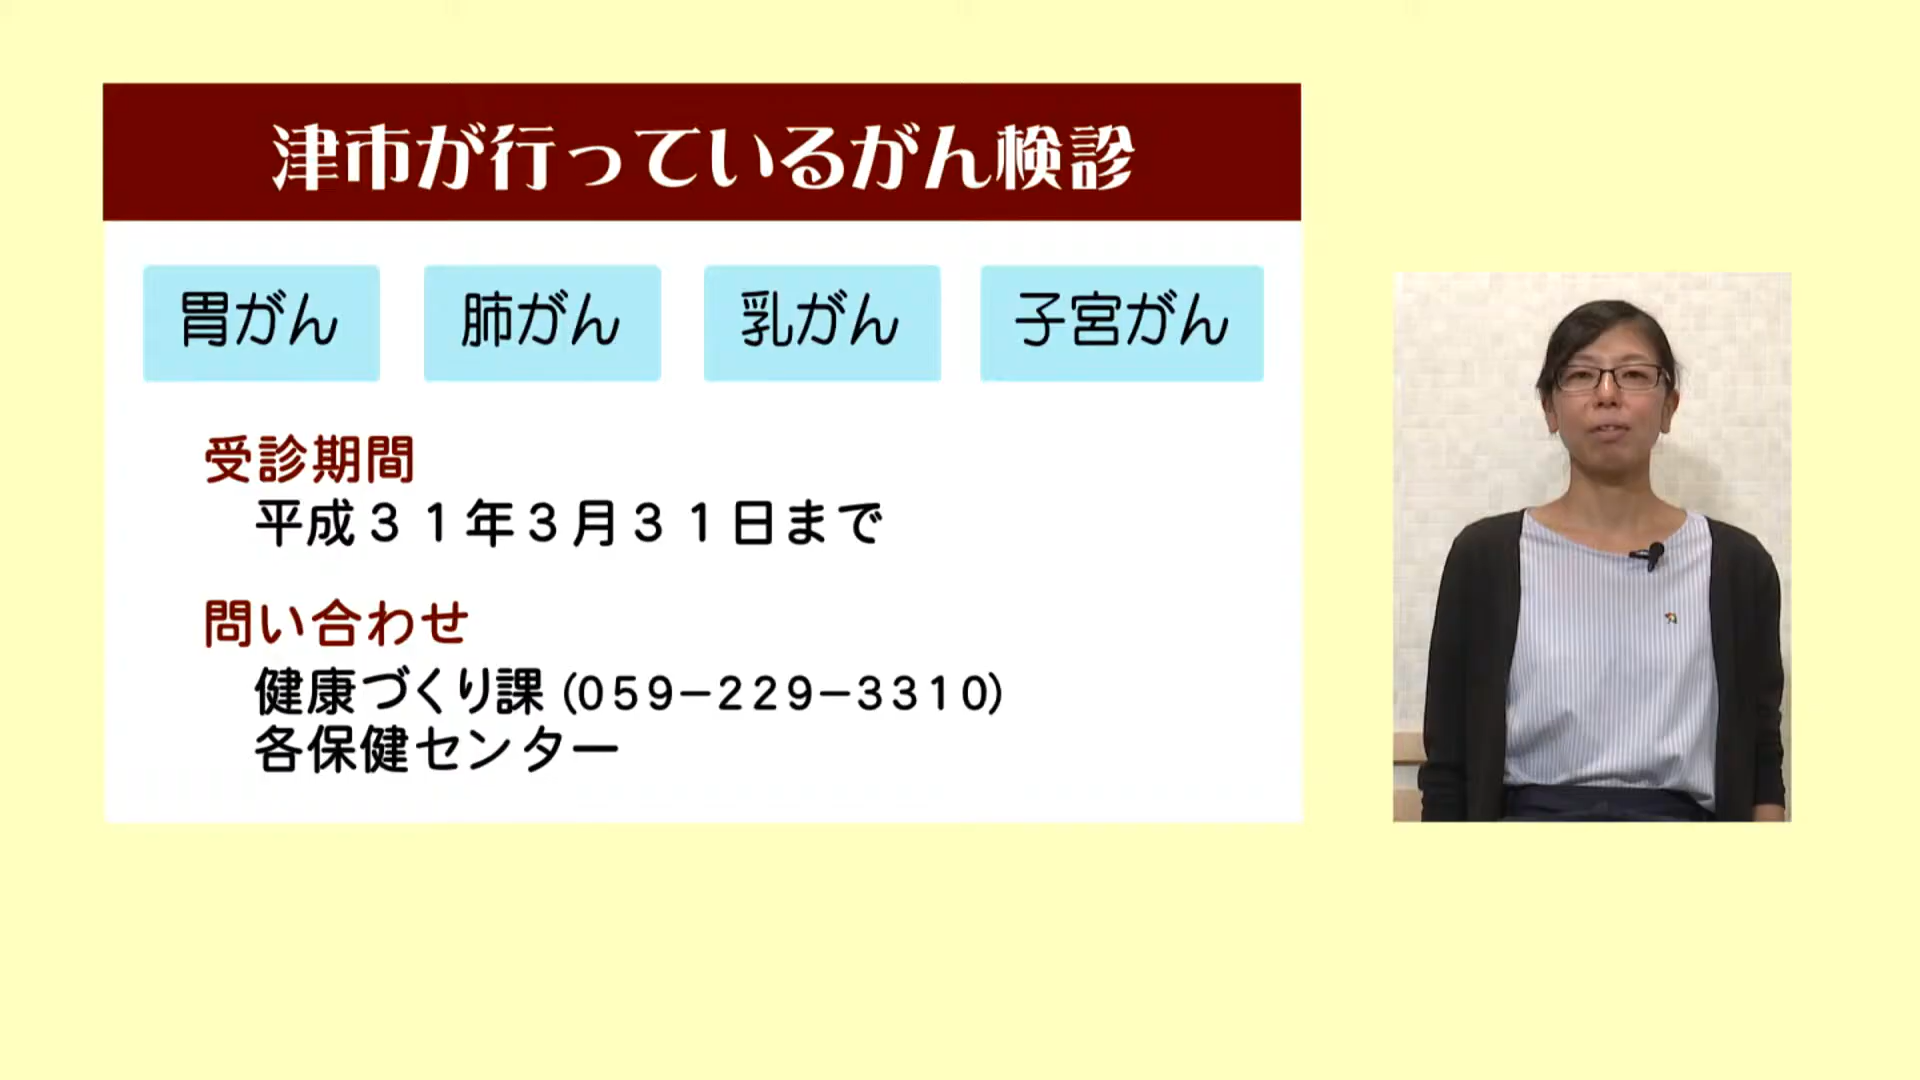 津市が行っているがん検診
胃がん 肺がん 乳がん 子宮がん
受診期間
平成３１年３月３１日まで
問い合わせ
健康づくり課 (059−229−3310)
各保健センター